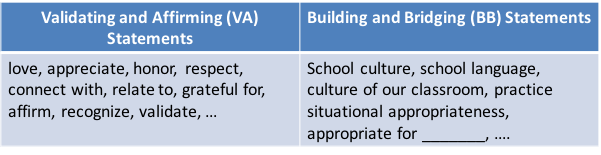 Validating and Affirming (VA)
Statements
Building and Bridging (BB) Statements
love, appreciate, honor, respect,
connect with, relate to, grateful for,
affirm, recognize, validate, …
School culture, school language,
culture of our classroom, practice
situational appropriateness,
appropriate for _______, ….